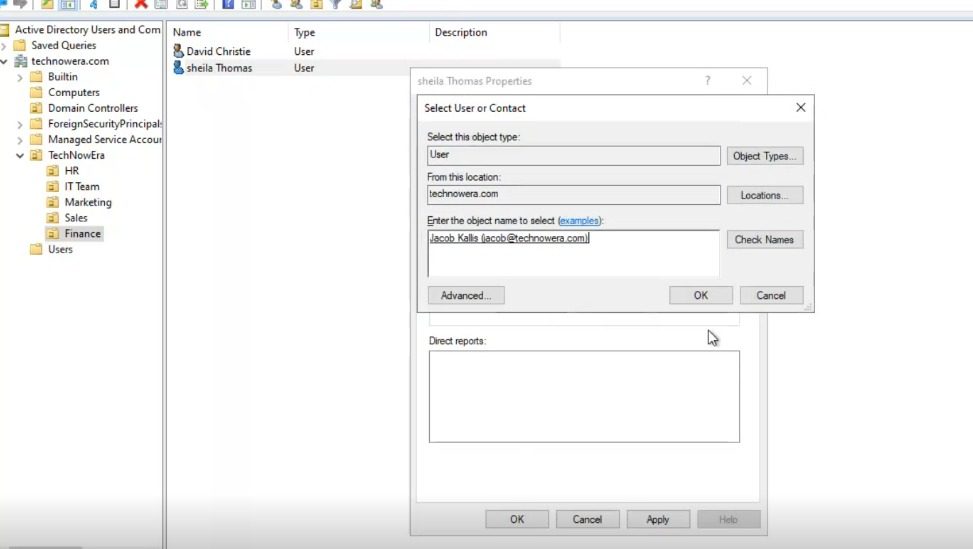 Active Directory Users and Com
Saved Queries
technowera.com
Builtin
Computers
Domain Controllers
ForeignSecurityPrincipals
Managed Service Accour
TechNowEra
HR
IT Team
Marketing
Sales
Finance
Users
Name Type Description
David Christie User
sheila Thomas User
sheila Thomas Properties ?
Select User or Contact
Select this object type:
User Object Types...
From this location:
technowera.com Locations...
Enter the object name to select (examples):
Jacob Kallis (jacob@technowera.com) Check Names
Advanced... OK Cancel
Direct reports:
OK Cancel Apply Help